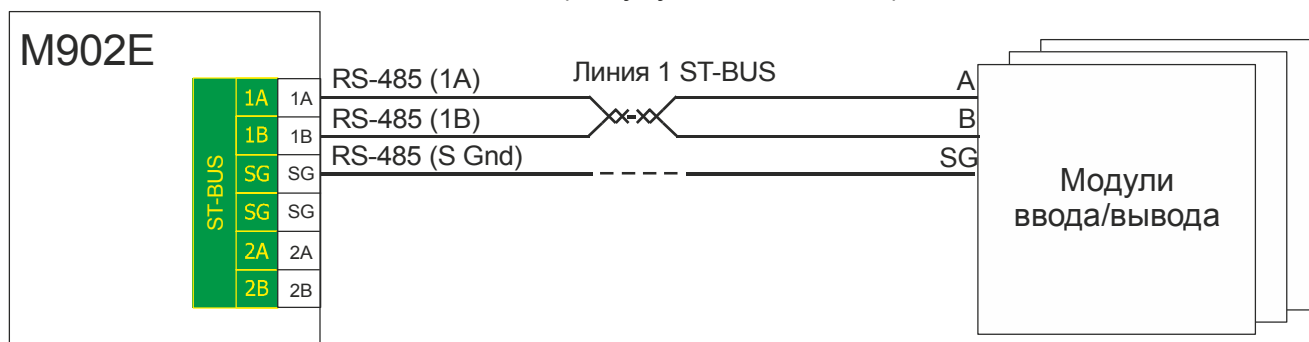 M902E
RS-485 (1A)
Линия 1 ST-BUS
A
1A
1A
RS-485 (1B)
B
1B
1B
RS-485 (S Gnd)
SG
SG
SG
ST-BUS
SG
SG
2A
2A
2B
2B
Модули
ввода/вывода